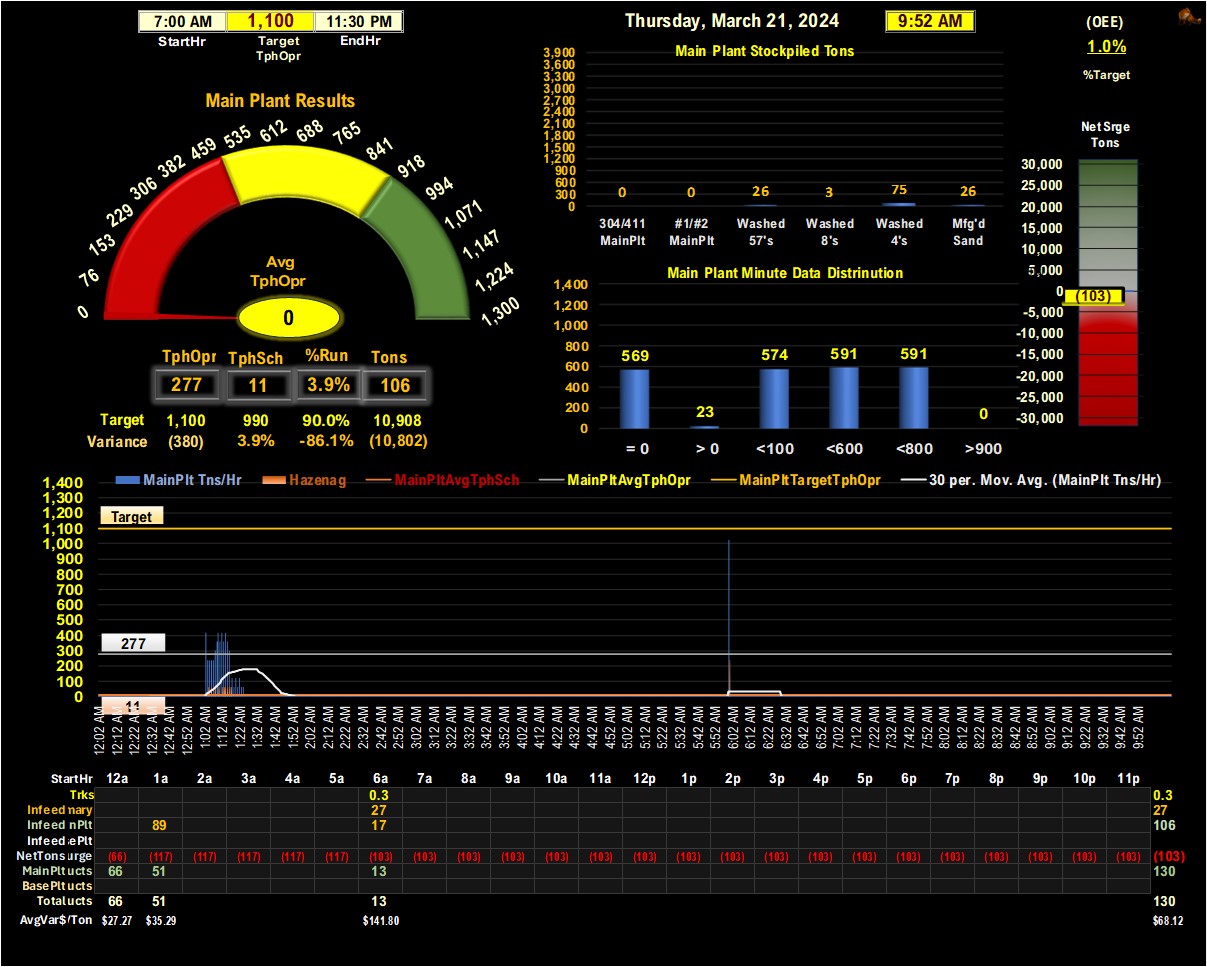 7:00 AM 1,100 11:30 PM
StartHr Target TphOpr EndHr
Thursday, March 21, 2024 9:52 AM
(OEE)
1.0%
%Target
Main Plant Results
0 76 153 229 306 382 459 535 612 688 765 841 918 994 1,071 1,147 1,224 1,300
Avg
TphOpr
0
TphOpr TphSch %Run Tons
277 11 3.9% 106
Target 1,100 990 90.0% 10,908
Variance (380) 3.9% -86.1% (10,802)
Main Plant Stockpiled Tons
3,900
3,600
3,300
3,000
2,700
2,400
2,100
1,800
1,500
1,200
900
600
300
0
0 0 26 3 75 26
304/411 #1/#2 Washed Washed Washed Mfg'd
MainPlt MainPlt 57's 8's 4's Sand
Main Plant Minute Data Distrinution
1,400
1,200
1,000
800
600
400
200
0
569 23 574 591 591 0
= 0 > 0 <100 <600 <800 >900
Net Srge
Tons
30,000
25,000
20,000
15,000
10,000
5,000
0
(103)
-5,000
-10,000
-15,000
-20,000
-25,000
-30,000
MainPlt Tns/Hr Hazenag MainPltAvgTphSch MainPltAvgTphOpr MainPltTargetTphOpr 30 per. Mov. Avg. (MainPlt Tns/Hr)
1,400
1,300
1,200
1,100
1,000
900
800
700
600
500
400
300
200
100
0
Target
277
11
12:02 AM 12:12 AM 12:22 AM 12:32 AM 12:42 AM 12:52 AM 1:02 AM 1:12 AM 1:22 AM 1:32 AM 1:42 AM 1:52 AM 2:02 AM 2:12 AM 2:22 AM 2:32 AM 2:42 AM 2:52 AM 3:02 AM 3:12 AM 3:22 AM 3:32 AM 3:42 AM 3:52 AM 4:02 AM 4:12 AM 4:22 AM 4:32 AM 4:42 AM 4:52 AM 5:02 AM 5:12 AM 5:22 AM 5:32 AM 5:42 AM 5:52 AM 6:02 AM 6:12 AM 6:22 AM 6:32 AM 6:42 AM 6:52 AM 7:02 AM 7:12 AM 7:22 AM 7:32 AM 7:42 AM 7:52 AM 8:02 AM 8:12 AM 8:22 AM 8:32 AM 8:42 AM 8:52 AM 9:02 AM 9:12 AM 9:22 AM 9:32 AM 9:42 AM 9:52 AM
StartHr 12a 1a 2a 3a 4a 5a 6a 7a 8a 9a 10a 11a 12p 1p 2p 3p 4p 5p 6p 7p 8p 9p 10p 11p
Trks 0.3 0.3
Infeed nary 27 27
Infeed nPlt 89 17 106
Infeed ePlt
NetTons urge (66) (117) (117) (117) (117) (117) (103) (103) (103) (103) (103) (103) (103) (103) (103) (103) (103) (103) (103) (103) (103) (103) (103) (103) (103)
MainPlt ucts 66 51 13 130
BasePlt ucts
Total ucts 66 51 13 130
AvgVar$/Ton $27.27 $35.29 $141.80 $68.12